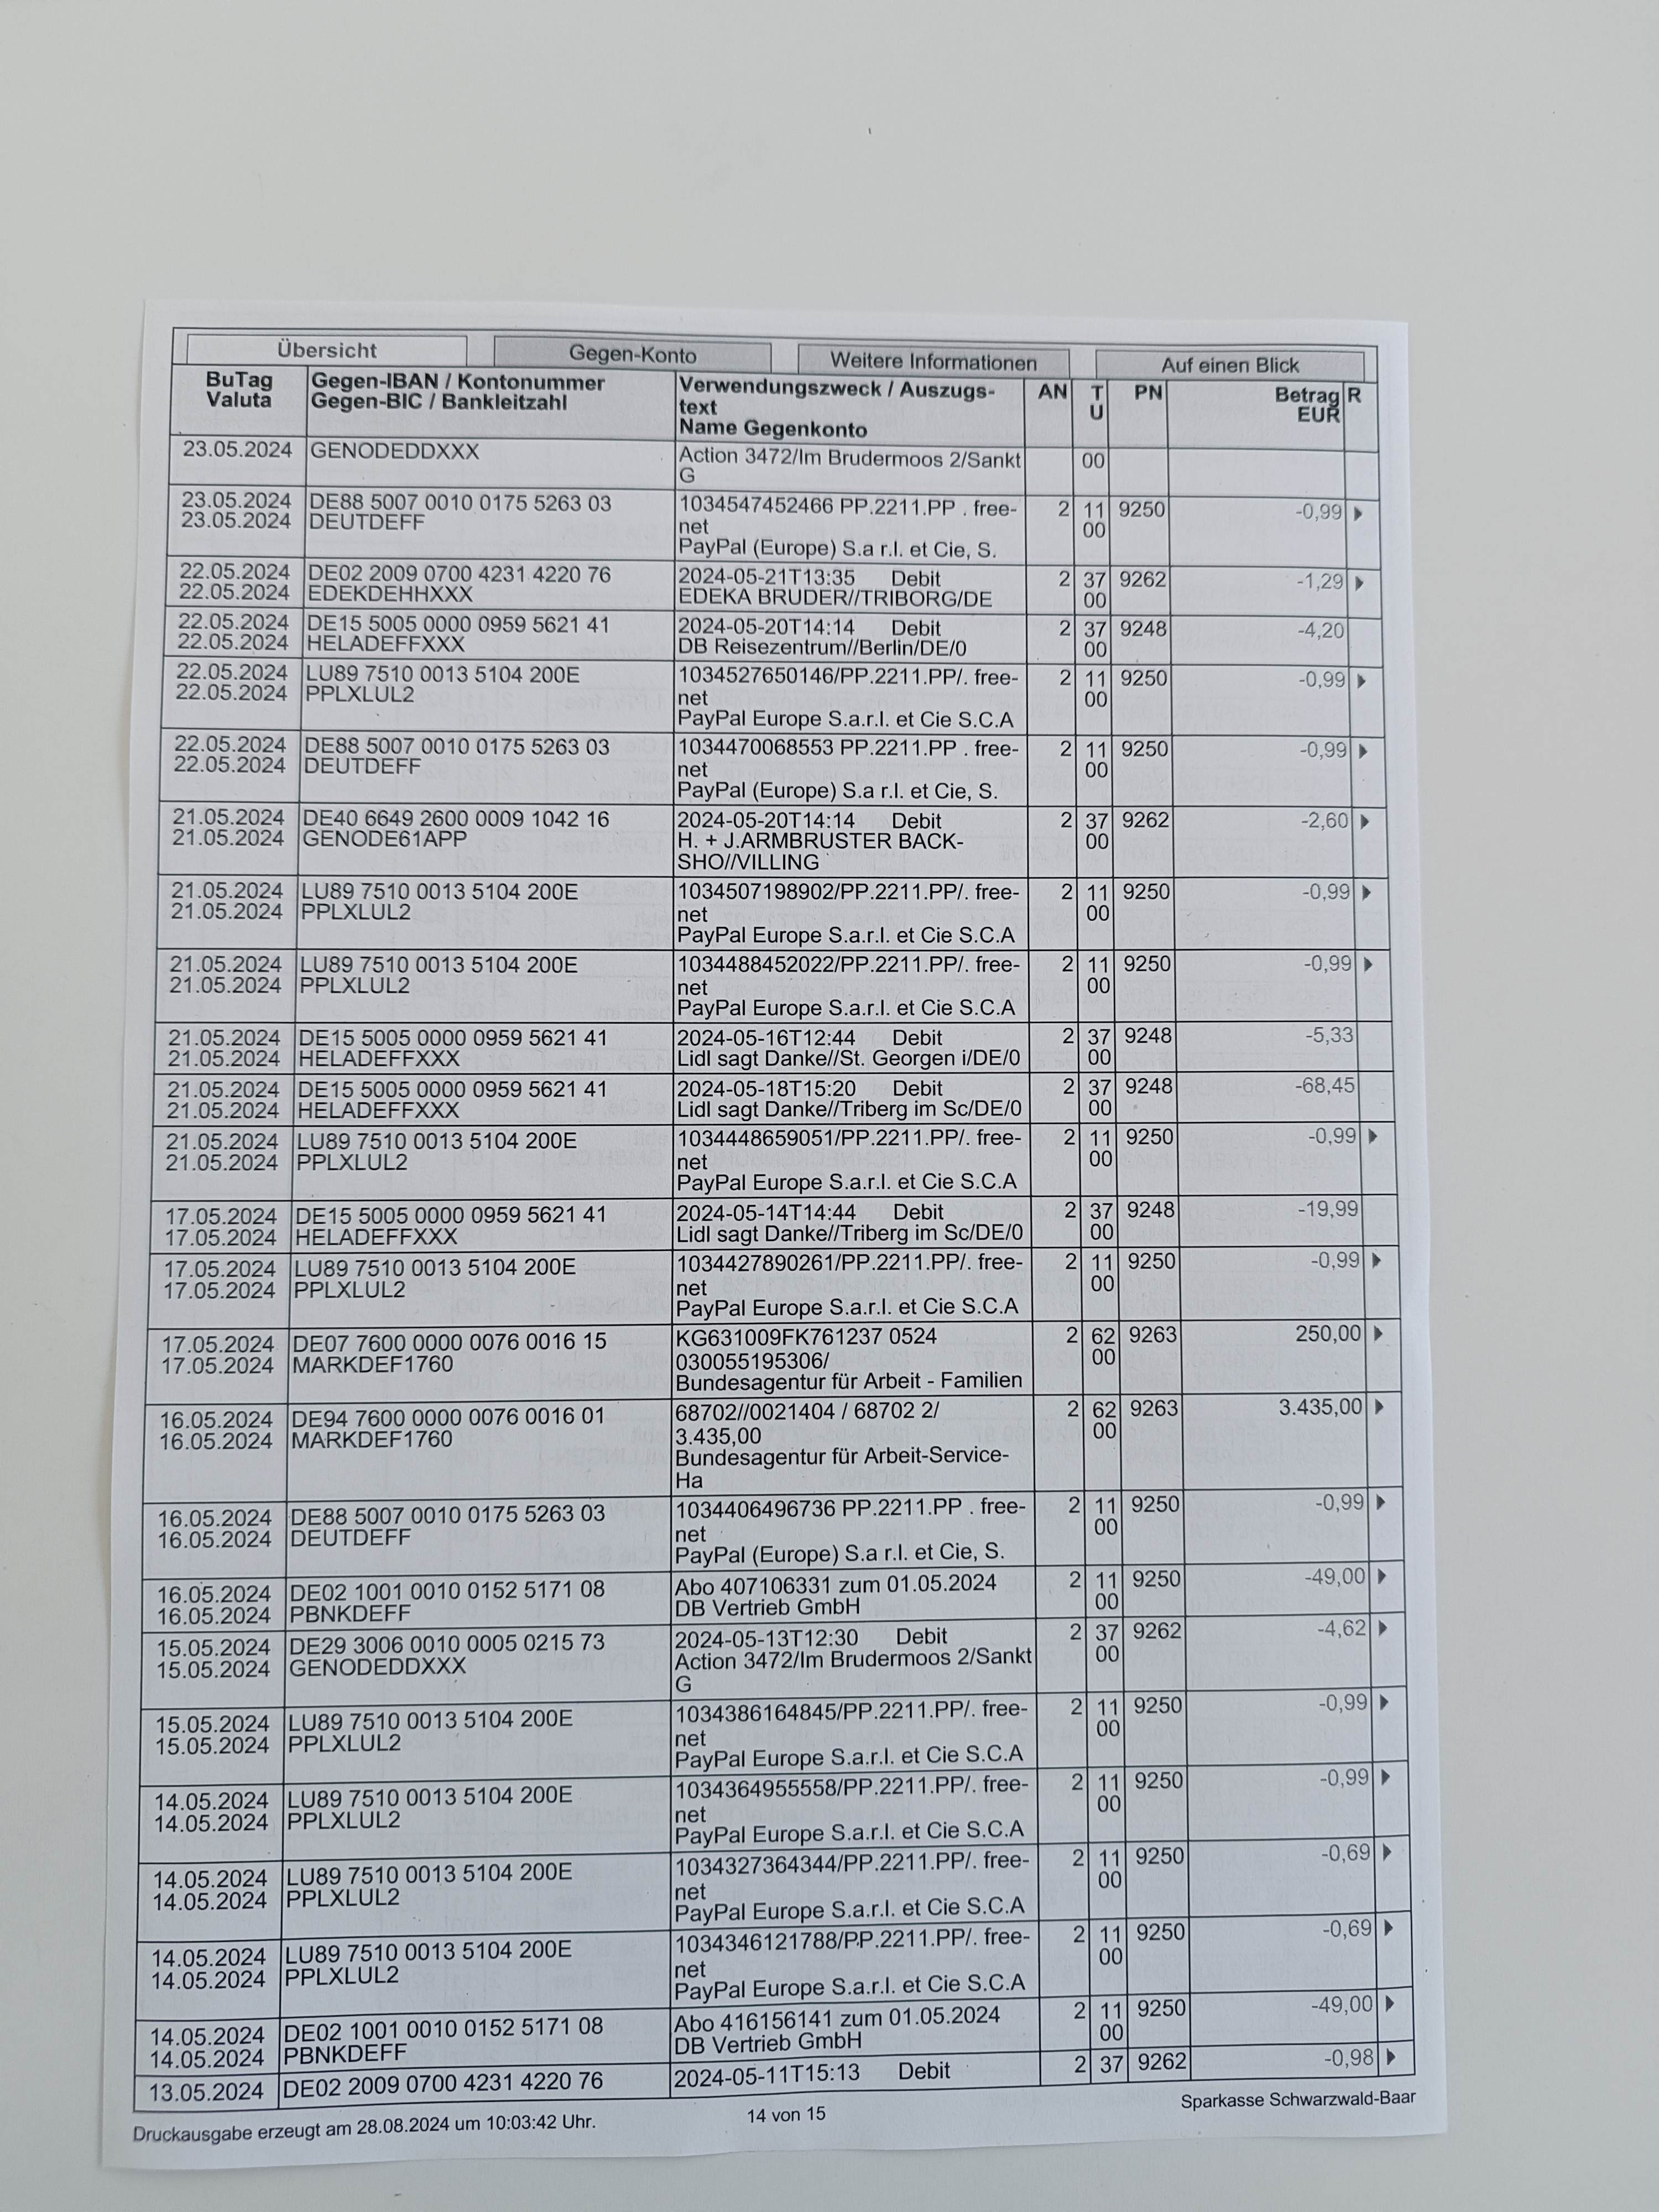 Übersicht Gegen-Konto Weitere Informationen Auf einen Blick
BuTag Gegen-IBAN / Kontonummer Verwendungszweck / Auszugs- AN T PN Betrag R
Valuta Gegen-BIC / Bankleitzahl text U EUR
Name Gegenkonto
23.05.2024 GENODEDDXXX Action 3472/Im Brudermoos 2/Sankt 00
G
23.05.2024 DE88 5007 0010 0175 5263 03 1034547452466 PP.2211.PP . free- 2 11 9250 -0,99
23.05.2024 DEUTDEFF net 00
PayPal (Europe) S.a r.l. et Cie, S.
22.05.2024 DE02 2009 0700 4231 4220 76 2024-05-21T13:35 Debit 2 37 9262 -1,29
22.05.2024 EDEKDEHHXXX EDEKA BRUDER//TRIBORG/DE 00
22.05.2024 DE15 5005 0000 0959 5621 41 2024-05-20T14:14 Debit 2 37 9248 -4,20
22.05.2024 HELADEFFXXX DB Reisezentrum//Berlin/DE/0 00
22.05.2024 LU89 7510 0013 5104 200E 1034527650146/PP.2211.PP/. free- 2 11 9250 -0,99
22.05.2024 PPLXLUL2 net 00
PayPal Europe S.a.r.l. et Cie S.C.A
22.05.2024 DE88 5007 0010 0175 5263 03 1034470068553 PP.2211.PP . free- 2 11 9250 -0,99
22.05.2024 DEUTDEFF net 00
PayPal (Europe) S.a r.l. et Cie, S.
21.05.2024 DE40 6649 2600 0009 1042 16 2024-05-20T14:14 Debit 2 37 9262 -2,60
21.05.2024 GENODE61APP H. + J.ARMBRUSTER BACK- 00
SHO//VILLING
21.05.2024 LU89 7510 0013 5104 200E 1034507198902/PP.2211.PP/. free- 2 11 9250 -0,99
21.05.2024 PPLXLUL2 net 00
PayPal Europe S.a.r.l. et Cie S.C.A
21.05.2024 LU89 7510 0013 5104 200E 1034488452022/PP.2211.PP/. free- 2 11 9250 -0,99
21.05.2024 PPLXLUL2 net 00
PayPal Europe S.a.r.l. et Cie S.C.A
21.05.2024 DE15 5005 0000 0959 5621 41 2024-05-16T12:44 Debit 2 37 9248 -5,33
21.05.2024 HELADEFFXXX Lidl sagt Danke//St. Georgen i/DE/0 00
21.05.2024 DE15 5005 0000 0959 5621 41 2024-05-18T15:20 Debit 2 37 9248 -68,45
21.05.2024 HELADEFFXXX Lidl sagt Danke//Triberg im Sc/DE/0 00
21.05.2024 LU89 7510 0013 5104 200E 1034448659051/PP.2211.PP/. free- 2 11 9250 -0,99
21.05.2024 PPLXLUL2 net 00
PayPal Europe S.a.r.l. et Cie S.C.A
17.05.2024 DE15 5005 0000 0959 5621 41 2024-05-14T14:44 Debit 2 37 9248 -19,99
17.05.2024 HELADEFFXXX Lidl sagt Danke//Triberg im Sc/DE/0 00
17.05.2024 LU89 7510 0013 5104 200E 1034427890261/PP.2211.PP/. free- 2 11 9250 -0,99
17.05.2024 PPLXLUL2 net 00
PayPal Europe S.a.r.l. et Cie S.C.A
17.05.2024 DE07 7600 0000 0076 0016 15 KG631009FK761237 0524 2 62 9263 250,00
17.05.2024 MARKDEF1760 030055195306/ 00
Bundesagentur für Arbeit - Familien
16.05.2024 DE94 7600 0000 0076 0016 01 68702//0021404 / 68702 2/ 2 62 9263 3.435,00
16.05.2024 MARKDEF1760 3.435,00 00
Bundesagentur für Arbeit-Service-
Ha
16.05.2024 DE88 5007 0010 0175 5263 03 1034406496736 PP.2211.PP . free- 2 11 9250 -0,99
16.05.2024 DEUTDEFF net 00
PayPal (Europe) S.a r.l. et Cie, S.
16.05.2024 DE02 1001 0010 0152 5171 08 Abo 407106331 zum 01.05.2024 2 11 9250 -49,00
16.05.2024 PBNKDEFF DB Vertrieb GmbH 00
15.05.2024 DE29 3006 0010 0005 0215 73 2024-05-13T12:30 Debit 2 37 9262 -4,62
15.05.2024 GENODEDDXXX Action 3472/Im Brudermoos 2/Sankt 00
G
15.05.2024 LU89 7510 0013 5104 200E 1034386164845/PP.2211.PP/. free- 2 11 9250 -0,99
15.05.2024 PPLXLUL2 net 00
PayPal Europe S.a.r.l. et Cie S.C.A
14.05.2024 LU89 7510 0013 5104 200E 1034364955558/PP.2211.PP/. free- 2 11 9250 -0,99
14.05.2024 PPLXLUL2 net 00
PayPal Europe S.a.r.l. et Cie S.C.A
14.05.2024 LU89 7510 0013 5104 200E 1034327364344/PP.2211.PP/. free- 2 11 9250 -0,69
14.05.2024 PPLXLUL2 net 00
PayPal Europe S.a.r.l. et Cie S.C.A
14.05.2024 LU89 7510 0013 5104 200E 1034346121788/PP.2211.PP/. free- 2 11 9250 -0,69
14.05.2024 PPLXLUL2 net 00
PayPal Europe S.a.r.l. et Cie S.C.A
14.05.2024 DE02 1001 0010 0152 5171 08 Abo 416156141 zum 01.05.2024 2 11 9250 -49,00
14.05.2024 PBNKDEFF DB Vertrieb GmbH 00
13.05.2024 DE02 2009 0700 4231 4220 76 2024-05-11T15:13 Debit 2 37 9262 -0,98
Druckausgabe erzeugt am 28.08.2024 um 10:03:42 Uhr. 14 von 15 Sparkasse Schwarzwald-Baar